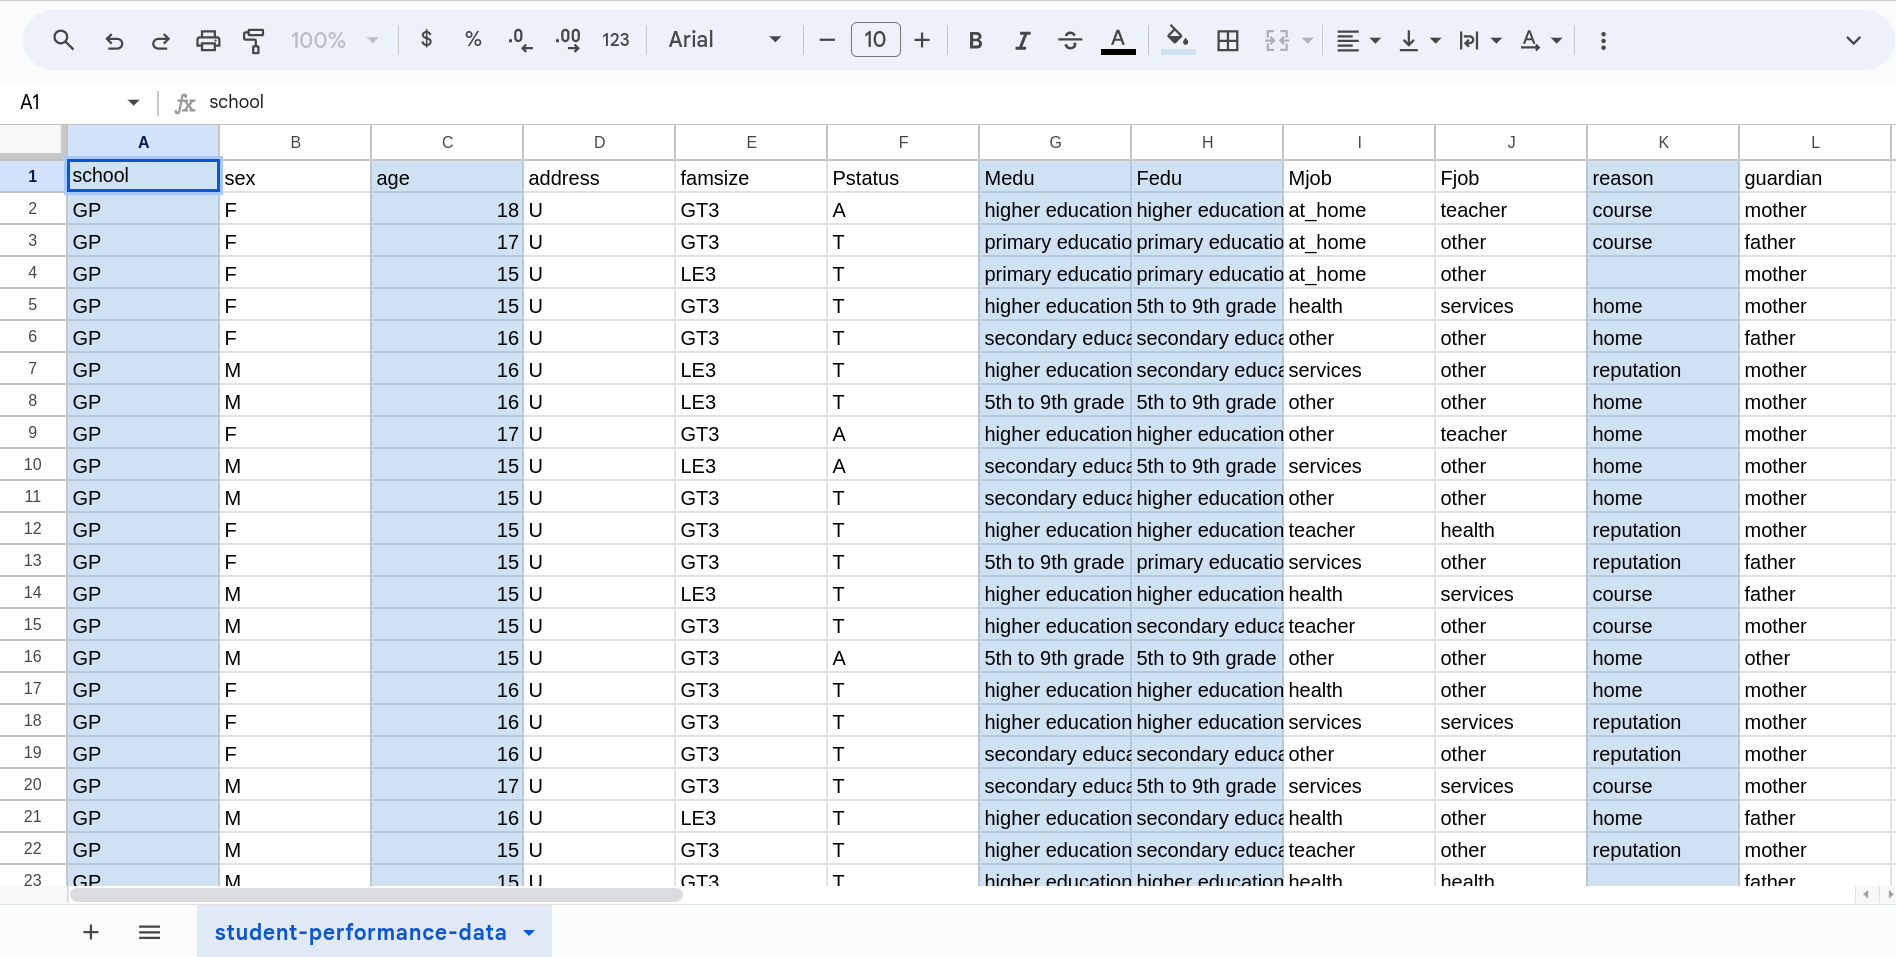 100% $ % .0 .00 123 Arial 10 B I A A
A1 fx school
A B C D E F G H I J K L
1 school sex age address famsize Pstatus Medu Fedu Mjob Fjob reason guardian
2 GP F 18 U GT3 A higher education higher education at_home teacher course mother
3 GP F 17 U GT3 T primary educatio primary educatio at_home other course father
4 GP F 15 U LE3 T primary educatio primary educatio at_home other mother
5 GP F 15 U GT3 T higher education 5th to 9th grade health services home mother
6 GP F 16 U GT3 T secondary educa secondary educa other other home father
7 GP M 16 U LE3 T higher education secondary educa services other reputation mother
8 GP M 16 U LE3 T 5th to 9th grade 5th to 9th grade other other home mother
9 GP F 17 U GT3 A higher education higher education other teacher home mother
10 GP M 15 U LE3 A secondary educa 5th to 9th grade services other home mother
11 GP M 15 U GT3 T secondary educa higher education other other home mother
12 GP F 15 U GT3 T higher education higher education teacher health reputation mother
13 GP F 15 U GT3 T 5th to 9th grade primary educatio services other reputation father
14 GP M 15 U LE3 T higher education higher education health services course father
15 GP M 15 U GT3 T higher education secondary educa teacher other course mother
16 GP M 15 U GT3 A 5th to 9th grade 5th to 9th grade other other home other
17 GP F 16 U GT3 T higher education higher education health other home mother
18 GP F 16 U GT3 T higher education higher education services services reputation mother
19 GP F 16 U GT3 T secondary educa secondary educa other other reputation mother
20 GP M 17 U GT3 T secondary educa 5th to 9th grade services services course mother
21 GP M 16 U LE3 T higher education secondary educa health other home father
22 GP M 15 U GT3 T higher education secondary educa teacher other reputation mother
23 GP M 15 U GT3 T higher education higher education health health father
student-performance-data